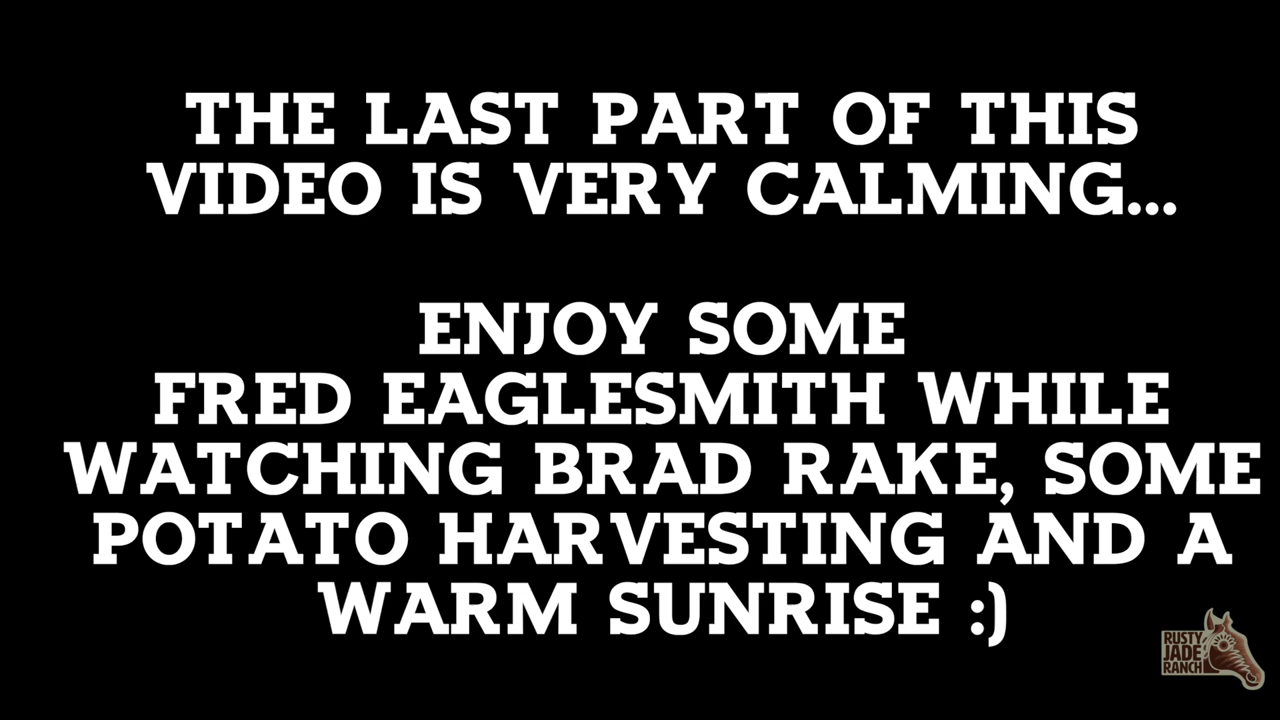 THE LAST PART OF THIS
VIDEO IS VERY CALMING...
ENJOY SOME
FRED EAGLESMITH WHILE
WATCHING BRAD RAKE, SOME
POTATO HARVESTING AND A
WARM SUNRISE :)
RUSTY
JADE
RANCH